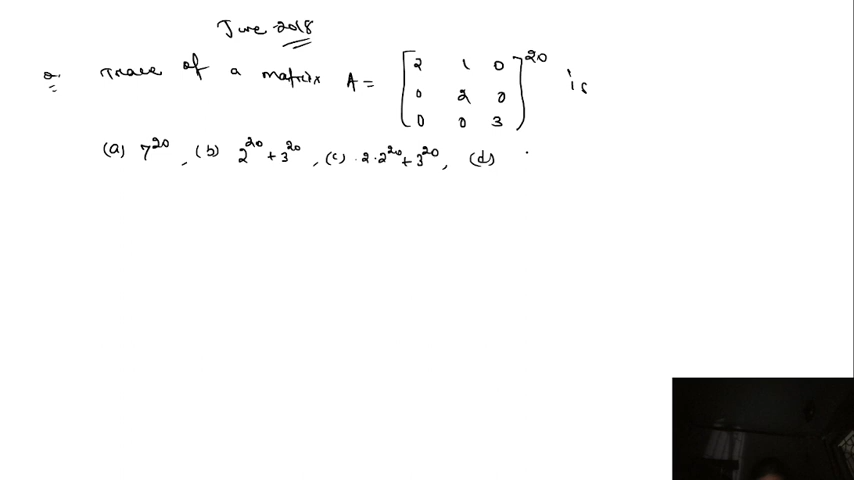 June 2018
Q: Trace of a matrix A = [2 1 0
0 2 0
0 0 3]^20 is
(a) 7^20, (b) 2^20 + 3^20, (c) 2·2^20 + 3^20, (d)